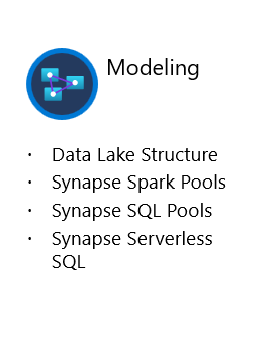 Modeling
· Data Lake Structure
· Synapse Spark Pools
· Synapse SQL Pools
· Synapse Serverless
SQL